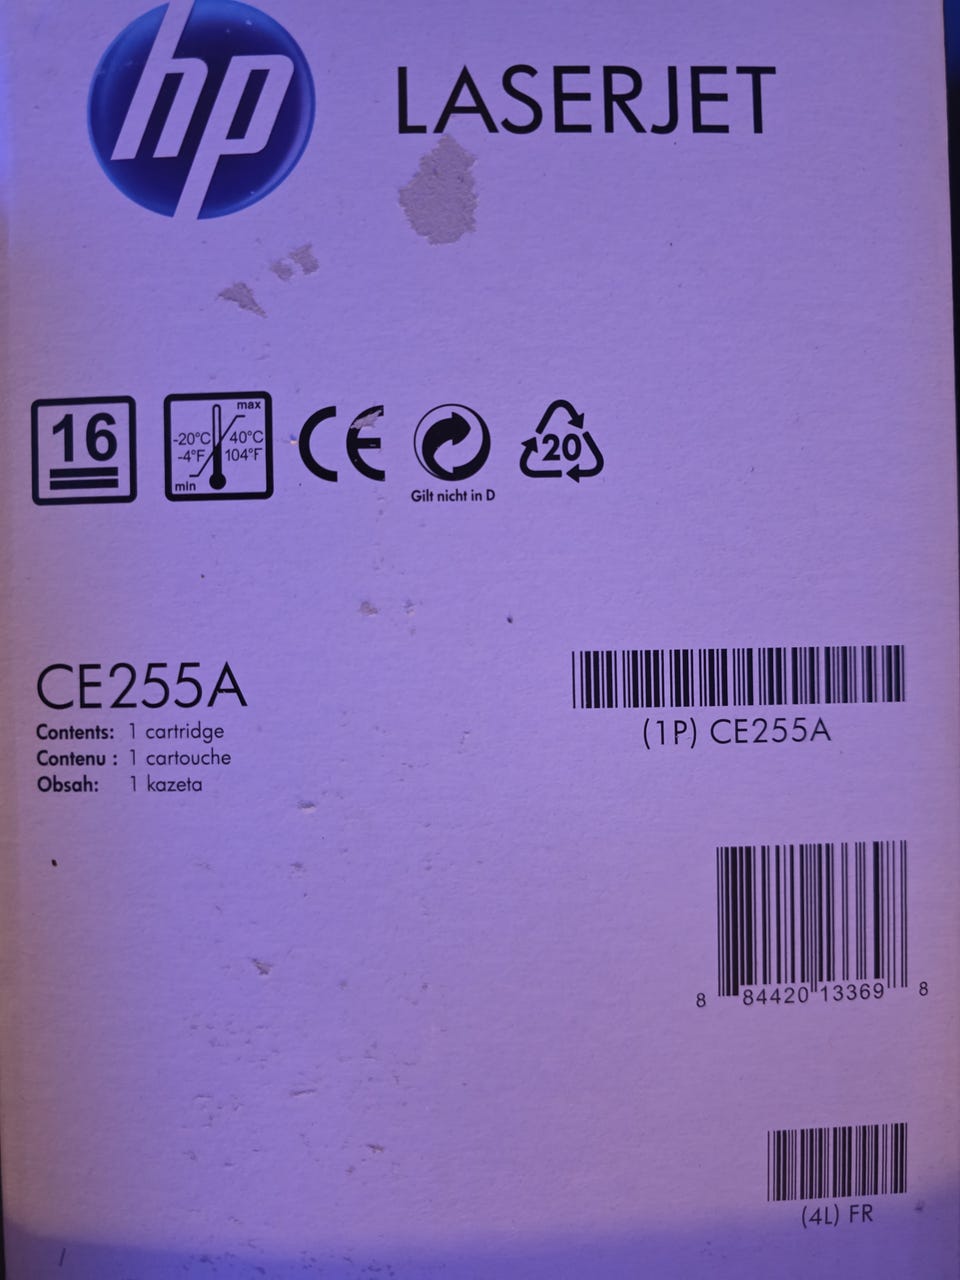 hp
LASERJET
16
max
-20°C 40°C
-4°F 104°F
min
CE
Gilt nicht in D
20
CE255A
Contents: 1 cartridge
Contenu : 1 cartouche
Obsah: 1 kazeta
(1P) CE255A
8 84420 13369 8
(4L) FR